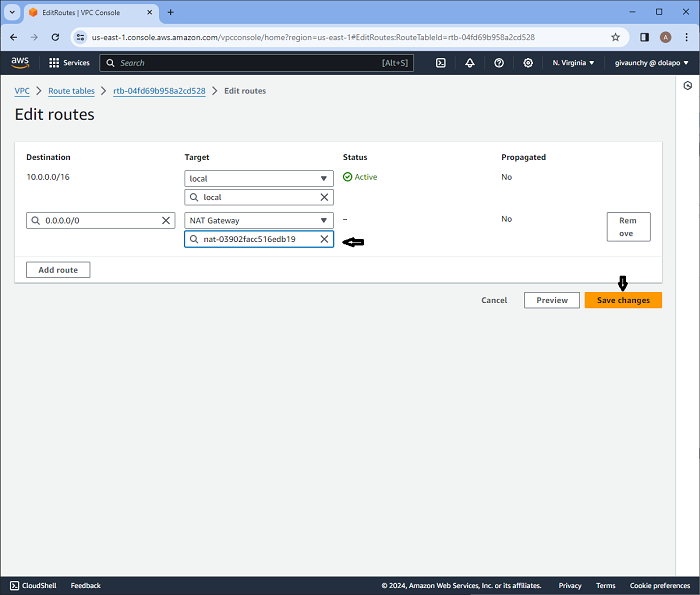 EditRoutes | VPC Console
us-east-1.console.aws.amazon.com/vpcconsole/home?region=us-east-1#EditRoutes:RouteTableId=rtb-04fd69b958a2cd528
A
aws Services Search [Alt+S] N. Virginia givaunchy @ dolapo
VPC Route tables rtb-04fd69b958a2cd528 Edit routes
Edit routes
Destination Target Status Propagated
10.0.0.0/16 local Active No
local
0.0.0.0/0 NAT Gateway – No Rem
ove
nat-03902facc516edb19
Add route
Cancel Preview Save changes
CloudShell Feedback © 2024, Amazon Web Services, Inc. or its affiliates. Privacy Terms Cookie preferences